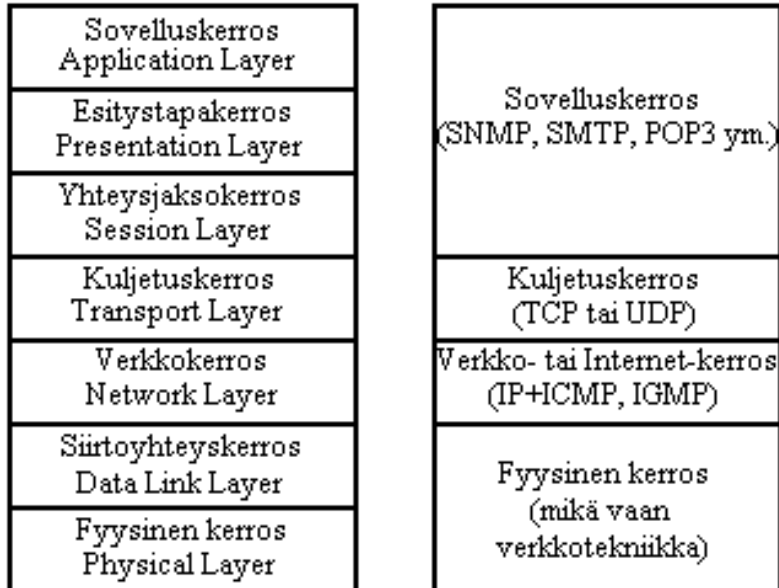 Sovelluskerros
Application Layer
Esitystapakerros
Presentation Layer
Yhteysjaksokerros
Session Layer
Kuljetuskerros
Transport Layer
Verkkokerros
Network Layer
Siirtoyhteyskerros
Data Link Layer
Fyysinen kerros
Physical Layer
Sovelluskerros
(SNMP, SMTP, POP3 ym.)
Kuljetuskerros
(TCP tai UDP)
Verkko- tai Internet-kerros
(IP+ICMP, IGMP)
Fyysinen kerros
(mikä vaan
verkkotekniikka)